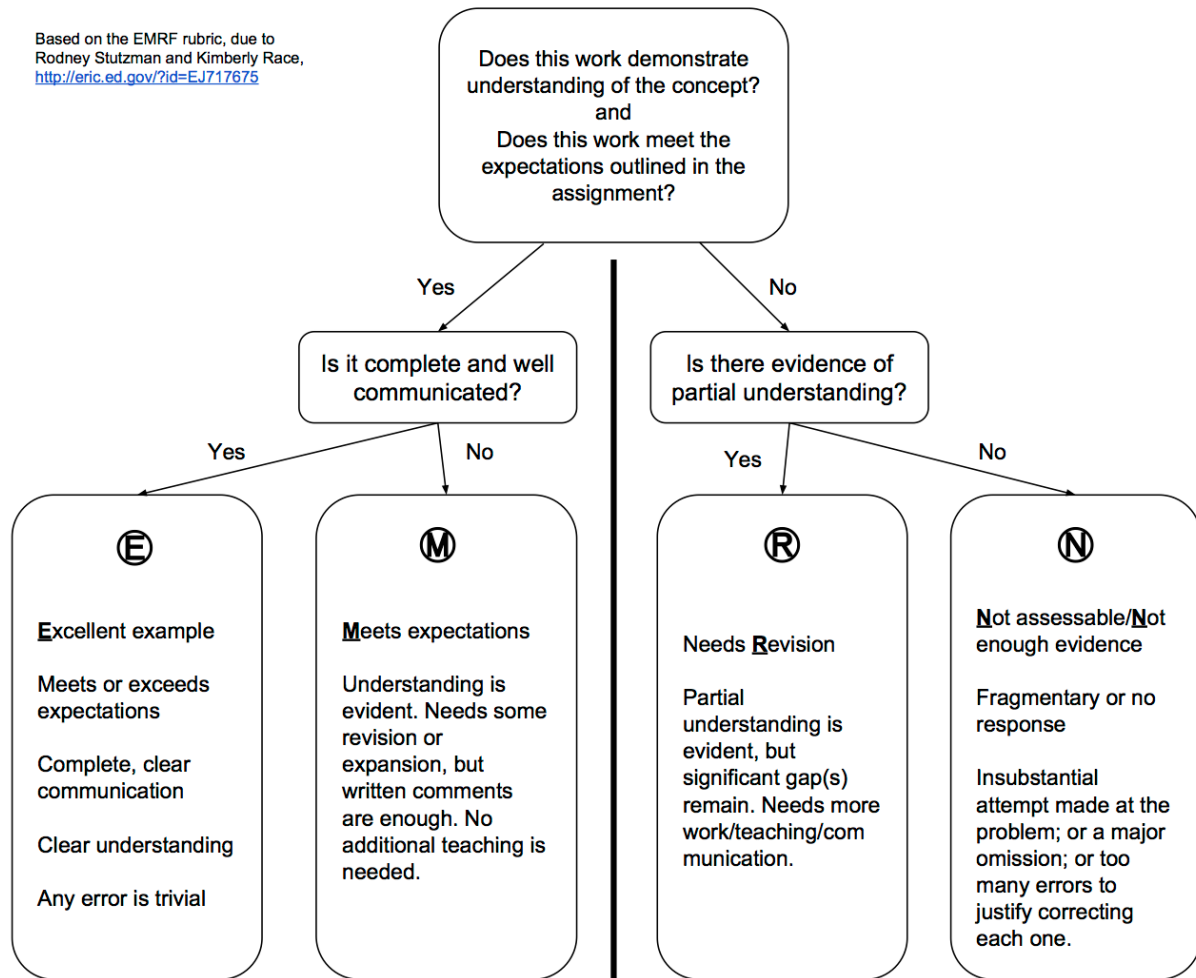 Based on the EMRF rubric, due to
Rodney Stutzman and Kimberly Race,
http://eric.ed.gov/?id=EJ717675
Does this work demonstrate
understanding of the concept?
and
Does this work meet the
expectations outlined in the
assignment?
Yes
No
Is it complete and well
communicated?
Is there evidence of
partial understanding?
Yes
No
Yes
No
E
Excellent example
Meets or exceeds
expectations
Complete, clear
communication
Clear understanding
Any error is trivial
M
Meets expectations
Understanding is
evident. Needs some
revision or
expansion, but
written comments
are enough. No
additional teaching is
needed.
R
Needs Revision
Partial
understanding is
evident, but
significant gap(s)
remain. Needs more
work/teaching/com
munication.
N
Not assessable/Not
enough evidence
Fragmentary or no
response
Insubstantial
attempt made at the
problem; or a major
omission; or too
many errors to
justify correcting
each one.